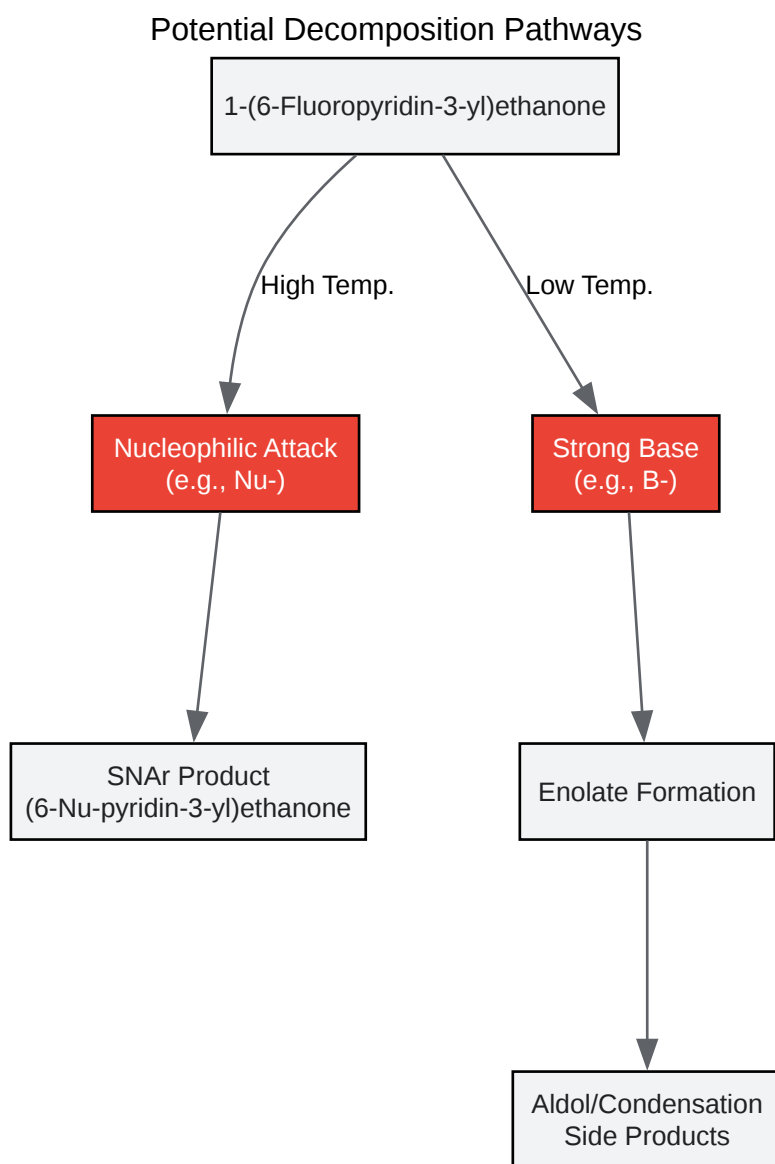 Potential Decomposition Pathways
1-(6-Fluoropyridin-3-yl)ethanone
High Temp.
Low Temp.
Nucleophilic Attack
(e.g., Nu-)
Strong Base
(e.g., B-)
SNAr Product
(6-Nu-pyridin-3-yl)ethanone
Enolate Formation
Aldol/Condensation
Side Products